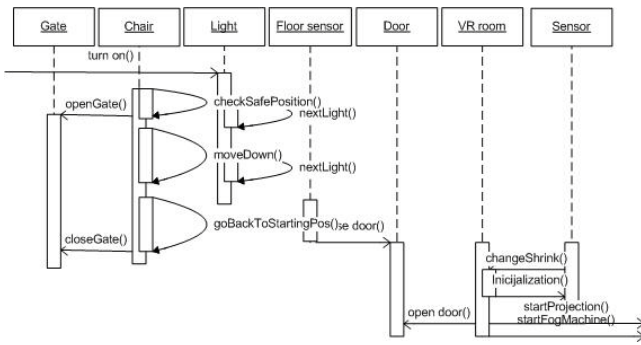 Gate
Chair
Light
Floor sensor
Door
VR room
Sensor
turn on()
checkSafePosition()
openGate()
nextLight()
moveDown()
nextLight()
goBackToStartingPos()
se door()
closeGate()
changeShrink()
Inicijalization()
startProjection()
open door()
startFogMachine()